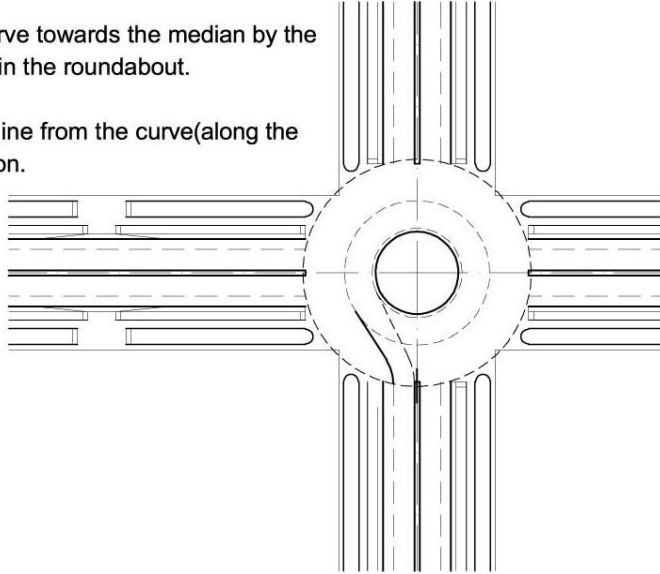 rve towards the median by the
in the roundabout.
ine from the curve(along the
on.